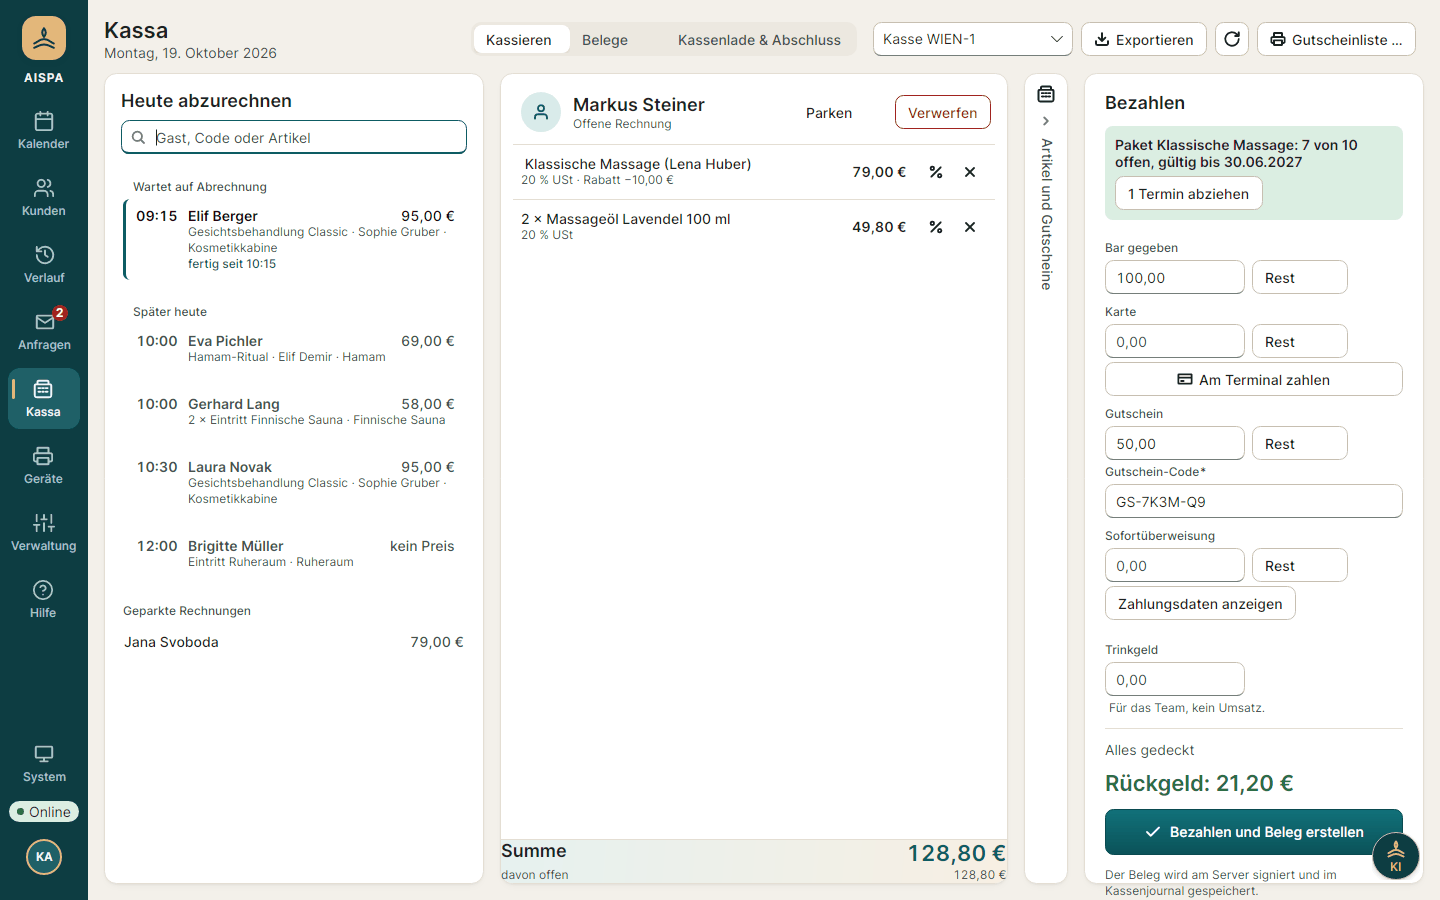 AISPA
Kalender
Kunden
Verlauf
Anfragen
2
Kassa
Geräte
Verwaltung
Hilfe
System
Online
KA
Kassa
Montag, 19. Oktober 2026
Kassieren
Belege
Kassenlade & Abschluss
Kasse WIEN-1
Exportieren
Gutscheinliste ...
Heute abzurechnen
Gast, Code oder Artikel
Wartet auf Abrechnung
09:15 Elif Berger 95,00 €
Gesichtsbehandlung Classic · Sophie Gruber ·
Kosmetikkabine
fertig seit 10:15
Später heute
10:00 Eva Pichler 69,00 €
Hamam-Ritual · Elif Demir · Hamam
10:00 Gerhard Lang 58,00 €
2 × Eintritt Finnische Sauna · Finnische Sauna
10:30 Laura Novak 95,00 €
Gesichtsbehandlung Classic · Sophie Gruber ·
Kosmetikkabine
12:00 Brigitte Müller kein Preis
Eintritt Ruheraum · Ruheraum
Geparkte Rechnungen
Jana Svoboda 79,00 €
Markus Steiner
Offene Rechnung
Parken
Verwerfen
Klassische Massage (Lena Huber) 79,00 €
20 % USt · Rabatt −10,00 €
2 × Massageöl Lavendel 100 ml 49,80 €
20 % USt
Summe 128,80 €
davon offen 128,80 €
Artikel und Gutscheine
Bezahlen
Paket Klassische Massage: 7 von 10
offen, gültig bis 30.06.2027
1 Termin abziehen
Bar gegeben
100,00 Rest
Karte
0,00 Rest
Am Terminal zahlen
Gutschein
50,00 Rest
Gutschein-Code*
GS-7K3M-Q9
Sofortüberweisung
0,00 Rest
Zahlungsdaten anzeigen
Trinkgeld
0,00
Für das Team, kein Umsatz.
Alles gedeckt
Rückgeld: 21,20 €
Bezahlen und Beleg erstellen
KI
Der Beleg wird am Server signiert und im
Kassenjournal gespeichert.